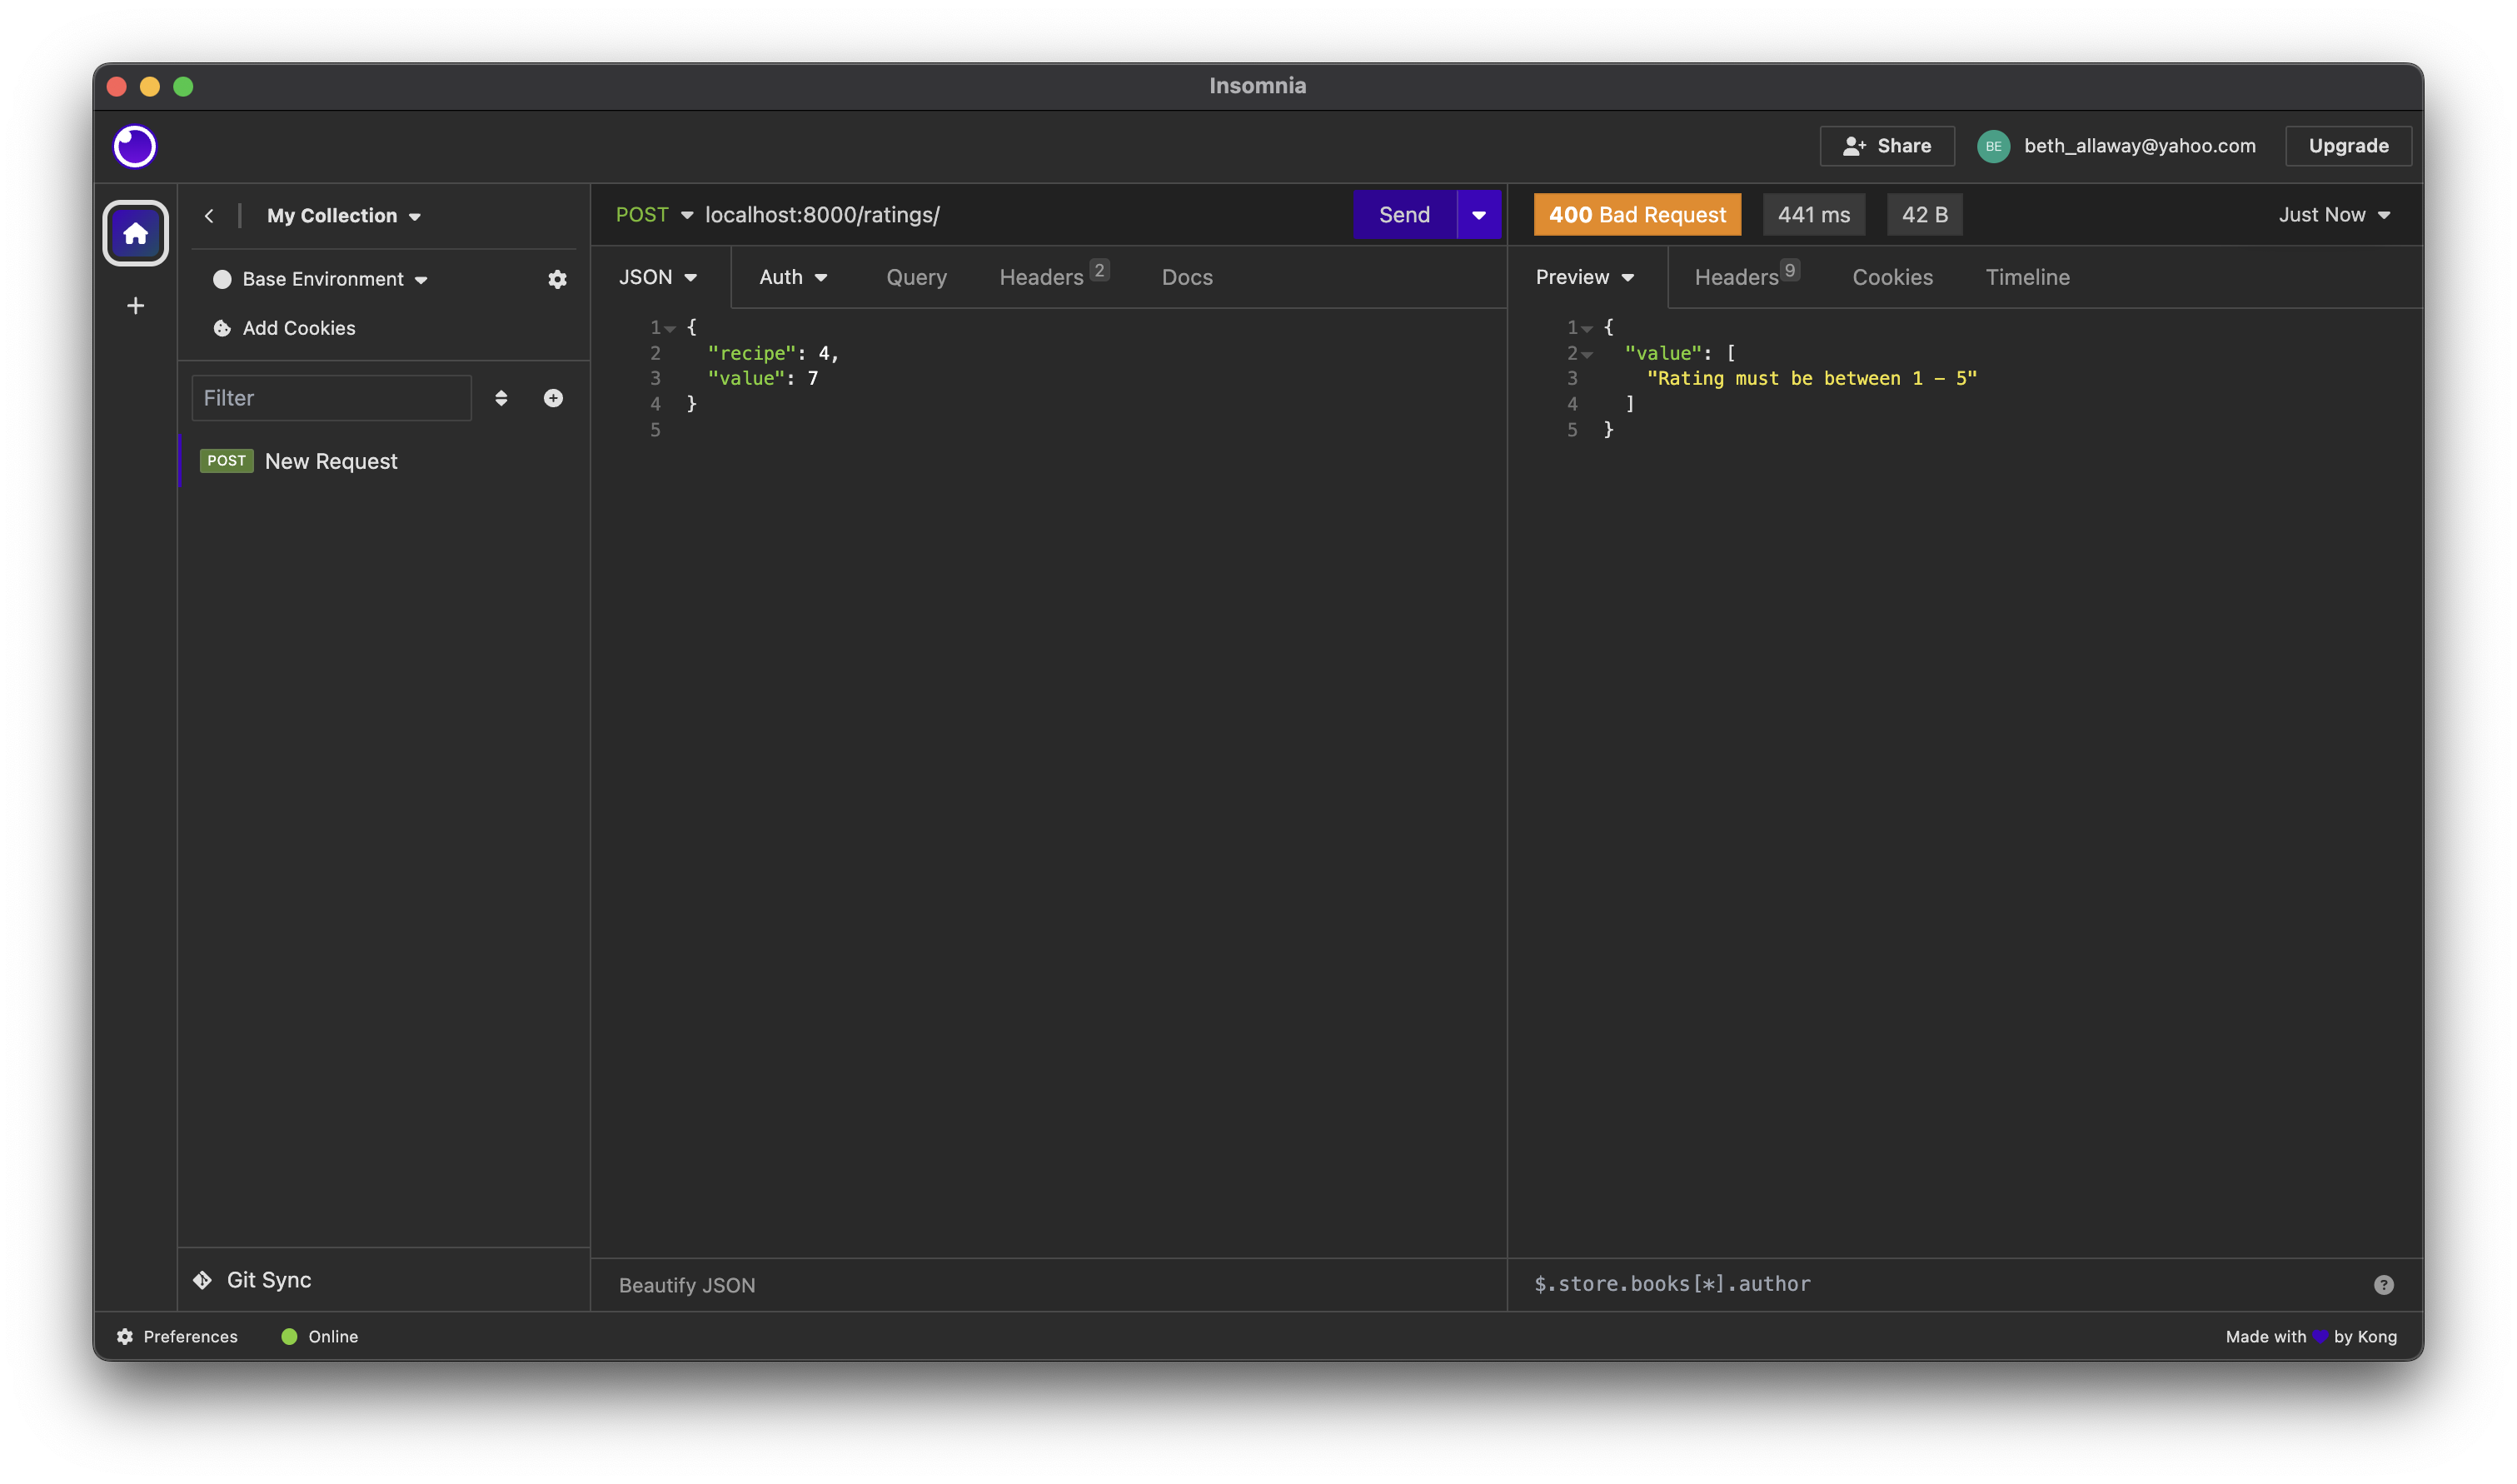 Insomnia
Share
BE
beth_allaway@yahoo.com
Upgrade
My Collection
POST localhost:8000/ratings/
Send
400 Bad Request
441 ms
42 B
Just Now
Base Environment
Add Cookies
Filter
POST New Request
Git Sync
JSON
Auth
Query
Headers 2
Docs
1 {
2 "recipe": 4,
3 "value": 7
4 }
5
Beautify JSON
Preview
Headers 9
Cookies
Timeline
1 {
2 "value": [
3 "Rating must be between 1 – 5"
4 ]
5 }
$.store.books[*].author
?
Preferences
Online
Made with by Kong